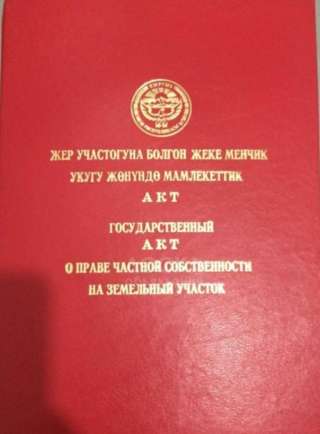 ЖЕР УЧАСТОГУНА БОЛГОН ЖЕКЕ МЕНЧИК
УКУГУ ЖӨНҮНДӨ МАМЛЕКЕТТИК
АКТ
ГОСУДАРСТВЕННЫЙ
АКТ
О ПРАВЕ ЧАСТНОЙ СОБСТВЕННОСТИ
НА ЗЕМЕЛЬНЫЙ УЧАСТОК